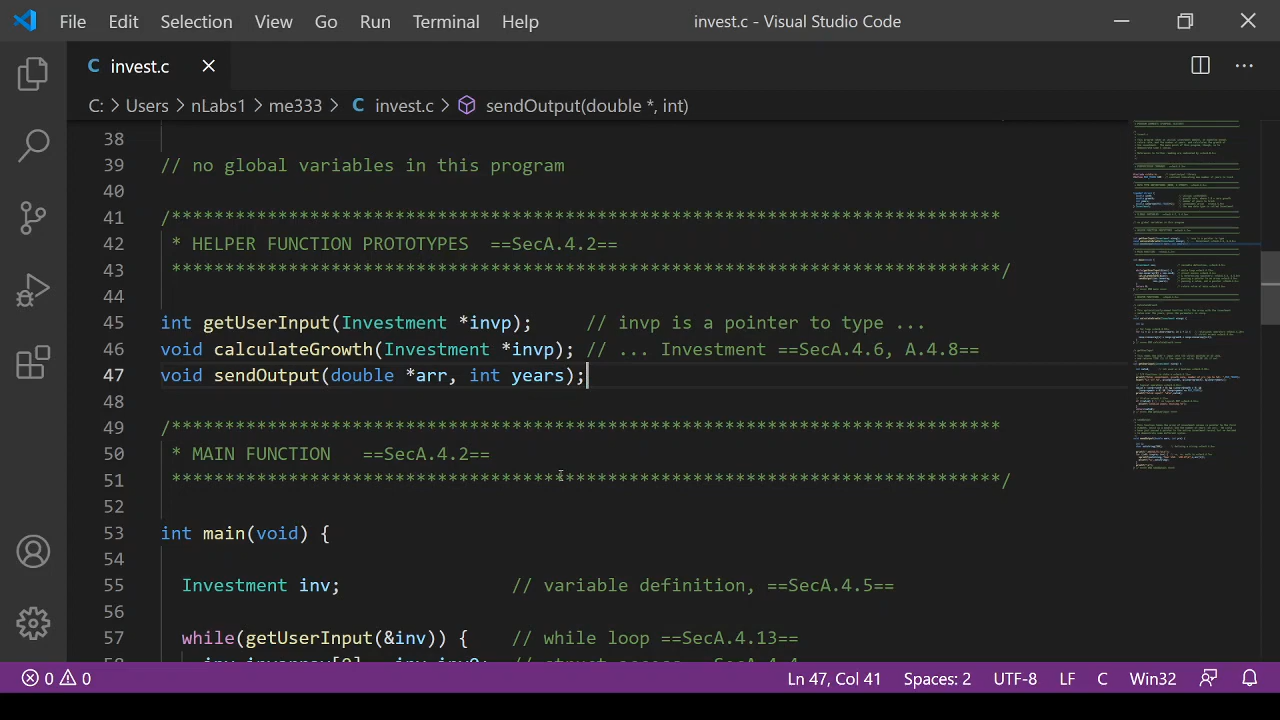 File Edit Selection View Go Run Terminal Help invest.c - Visual Studio Code
C invest.c
C: > Users > nLabs1 > me333 > C invest.c > sendOutput(double *, int)
38
39 // no global variables in this program
40
41 /*******************************************************************************
42 * HELPER FUNCTION PROTOTYPES ==SecA.4.2==
43 *******************************************************************************/
44
45 int getUserInput(Investment *invp); // invp is a pointer to type ...
46 void calculateGrowth(Investment *invp); // ... Investment ==SecA.4.6, A.4.8==
47 void sendOutput(double *arr, int years);
48
49 /*******************************************************************************
50 * MAIN FUNCTION ==SecA.4.2==
51 *******************************************************************************/
52
53 int main(void) {
54
55 Investment inv; // variable definition, ==SecA.4.5==
56
57 while(getUserInput(&inv)) { // while loop ==SecA.4.13==
0 0 Ln 47, Col 41 Spaces: 2 UTF-8 LF C Win32